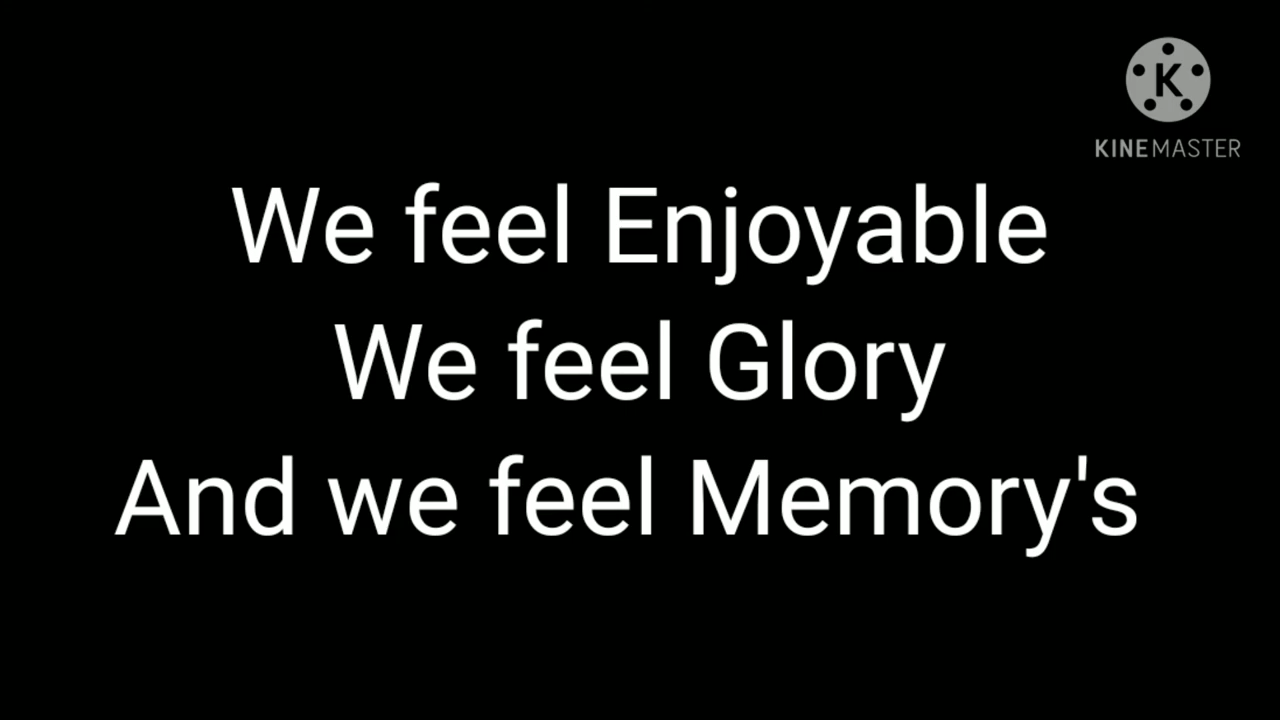 K
KINEMASTER
We feel Enjoyable
We feel Glory
And we feel Memory's